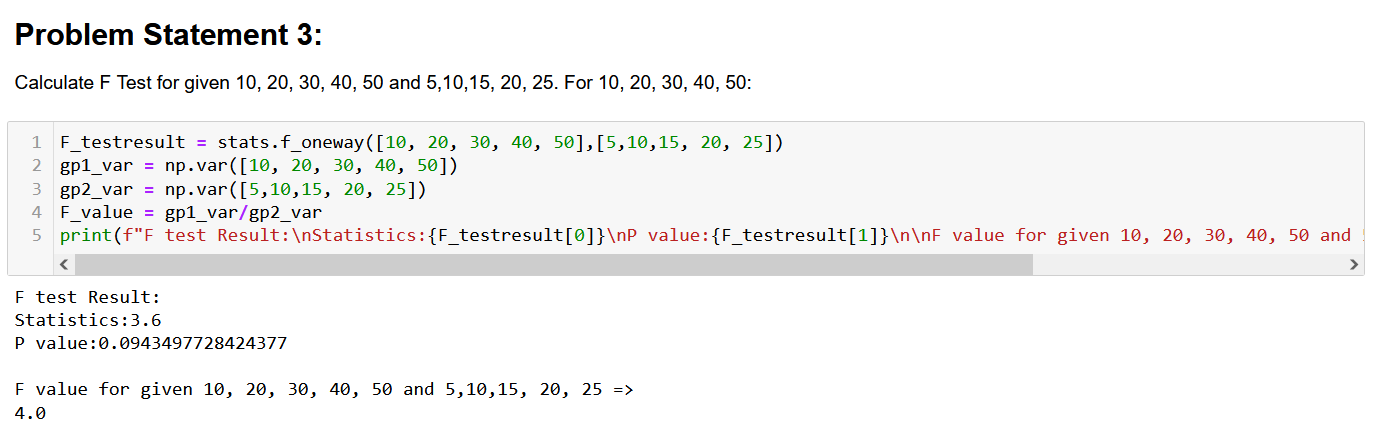 Problem Statement 3:
Calculate F Test for given 10, 20, 30, 40, 50 and 5,10,15, 20, 25. For 10, 20, 30, 40, 50:
1 F_testresult = stats.f_oneway([10, 20, 30, 40, 50],[5,10,15, 20, 25])
2 gp1_var = np.var([10, 20, 30, 40, 50])
3 gp2_var = np.var([5,10,15, 20, 25])
4 F_value = gp1_var/gp2_var
5 print(f"F test Result:\nStatistics:{F_testresult[0]}\nP value:{F_testresult[1]}\n\nF value for given 10, 20, 30, 40, 50 and
F test Result:
Statistics:3.6
P value:0.0943497728424377
F value for given 10, 20, 30, 40, 50 and 5,10,15, 20, 25 =>
4.0